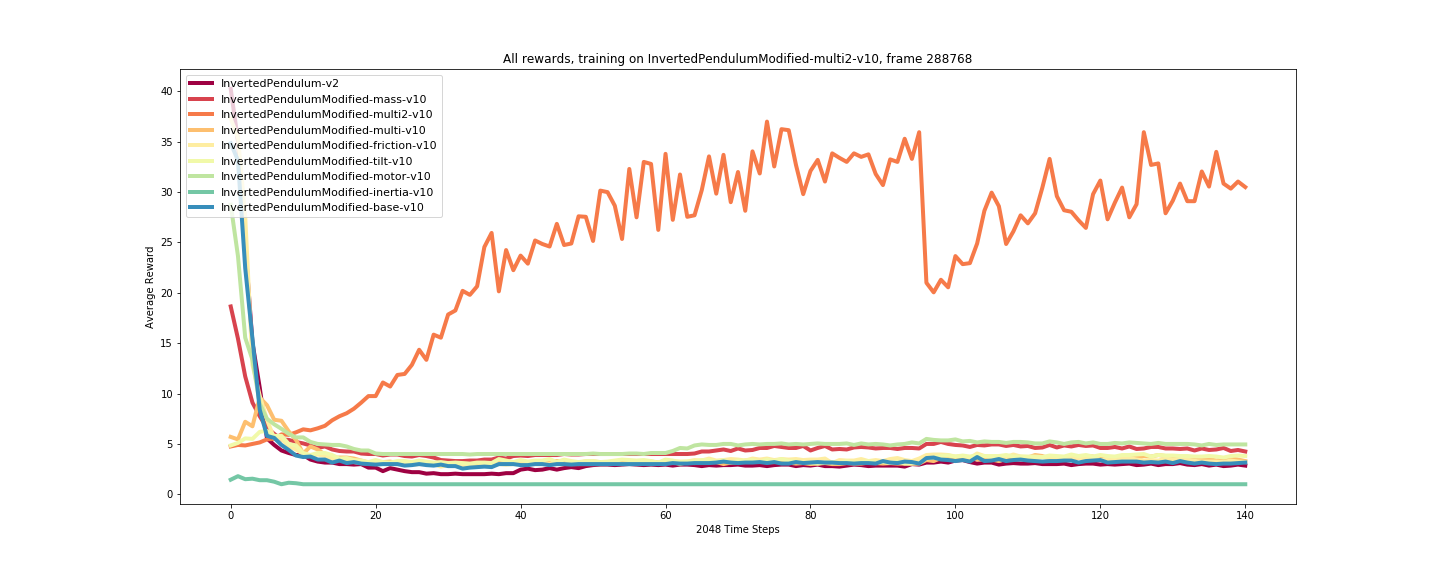 All rewards, training on InvertedPendulumModified-multi2-v10, frame 288768
InvertedPendulum-v2
InvertedPendulumModified-mass-v10
InvertedPendulumModified-multi2-v10
InvertedPendulumModified-multi-v10
InvertedPendulumModified-friction-v10
InvertedPendulumModified-tilt-v10
InvertedPendulumModified-motor-v10
InvertedPendulumModified-inertia-v10
InvertedPendulumModified-base-v10
Average Reward
40
35
30
25
20
15
10
5
0
0 20 40 60 80 100 120 140
2048 Time Steps